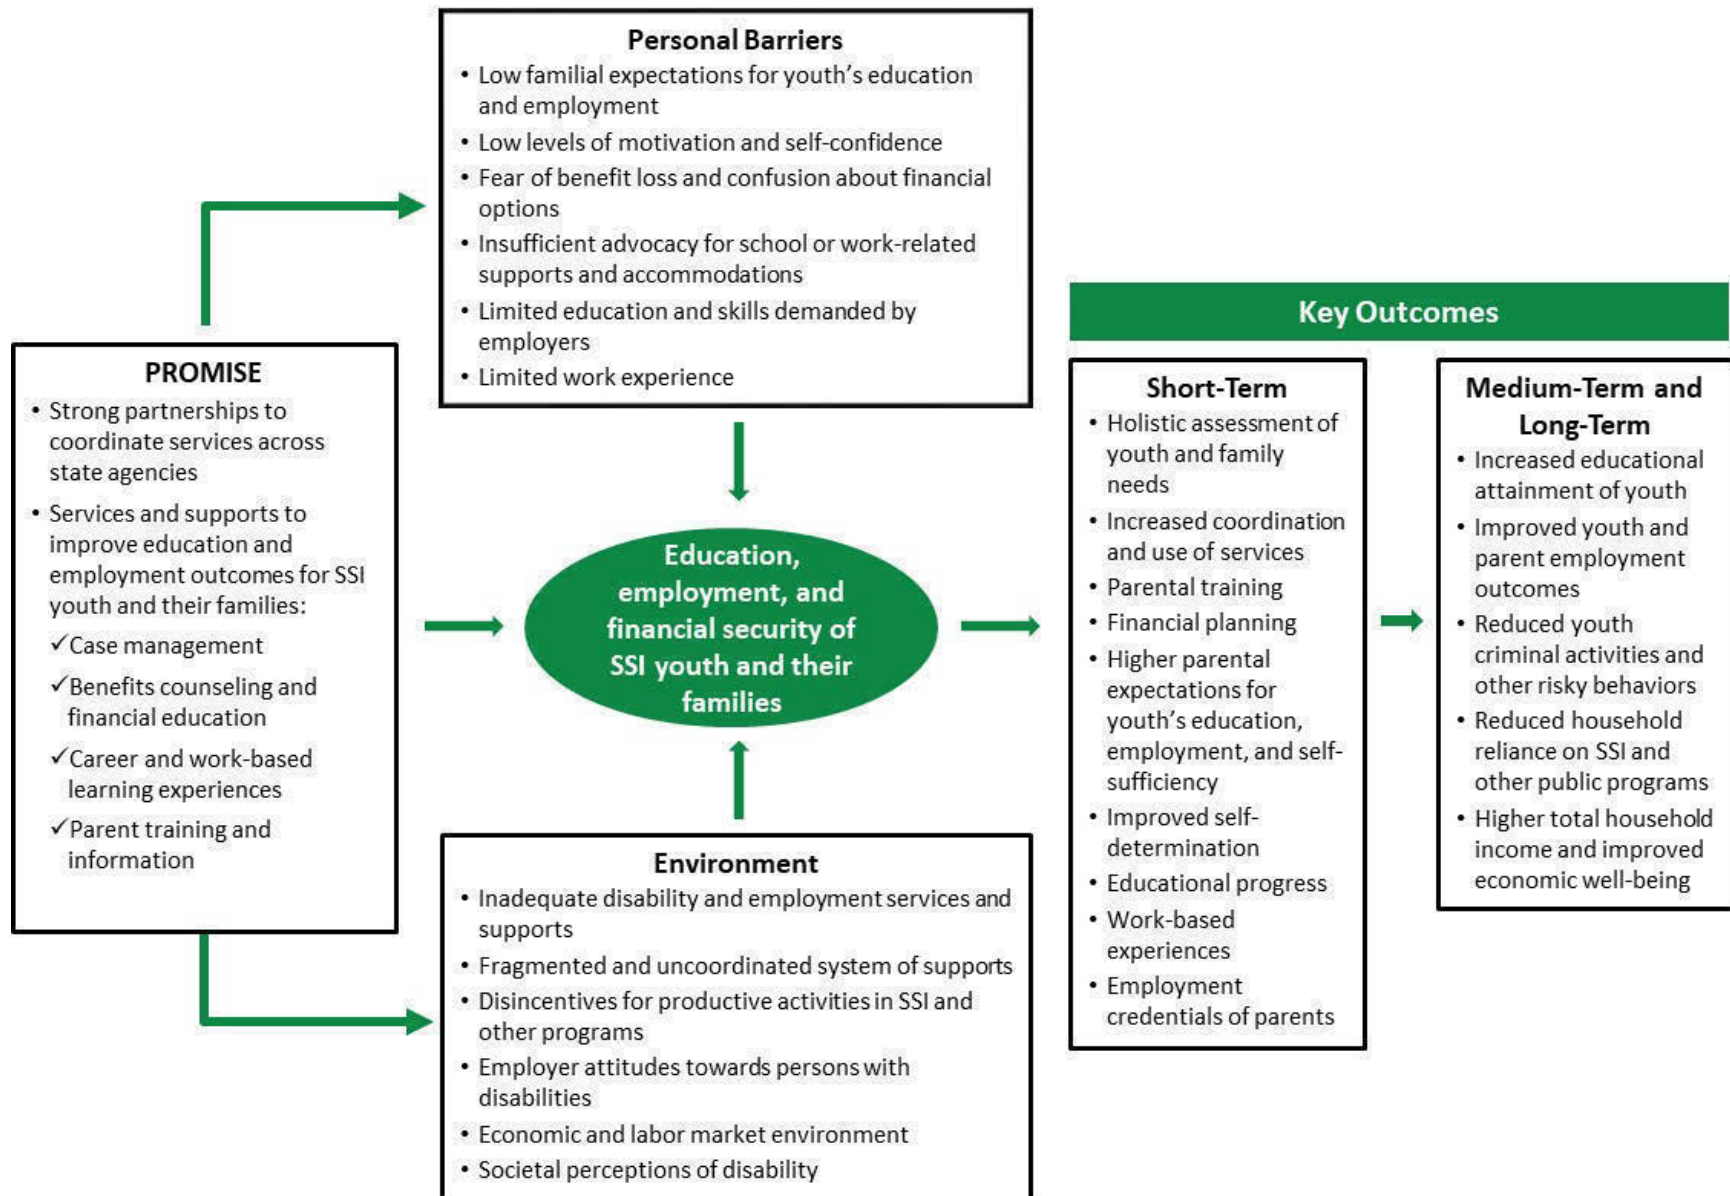 Personal Barriers
• Low familial expectations for youth’s education
and employment
• Low levels of motivation and self-confidence
• Fear of benefit loss and confusion about financial
options
• Insufficient advocacy for school or work-related
supports and accommodations
• Limited education and skills demanded by
employers
• Limited work experience
PROMISE
• Strong partnerships to
coordinate services across
state agencies
• Services and supports to
improve education and
employment outcomes for SSI
youth and their families:
✓Case management
✓Benefits counseling and
financial education
✓Career and work-based
learning experiences
✓Parent training and
information
Education,
employment, and
financial security of
SSI youth and their
families
Environment
• Inadequate disability and employment services and
supports
• Fragmented and uncoordinated system of supports
• Disincentives for productive activities in SSI and
other programs
• Employer attitudes towards persons with
disabilities
• Economic and labor market environment
• Societal perceptions of disability
Key Outcomes
Short-Term
• Holistic assessment of
youth and family
needs
• Increased coordination
and use of services
• Parental training
• Financial planning
• Higher parental
expectations for
youth’s education,
employment, and self-
sufficiency
• Improved self-
determination
• Educational progress
• Work-based
experiences
• Employment
credentials of parents
Medium-Term and
Long-Term
• Increased educational
attainment of youth
• Improved youth and
parent employment
outcomes
• Reduced youth
criminal activities and
other risky behaviors
• Reduced household
reliance on SSI and
other public programs
• Higher total household
income and improved
economic well-being